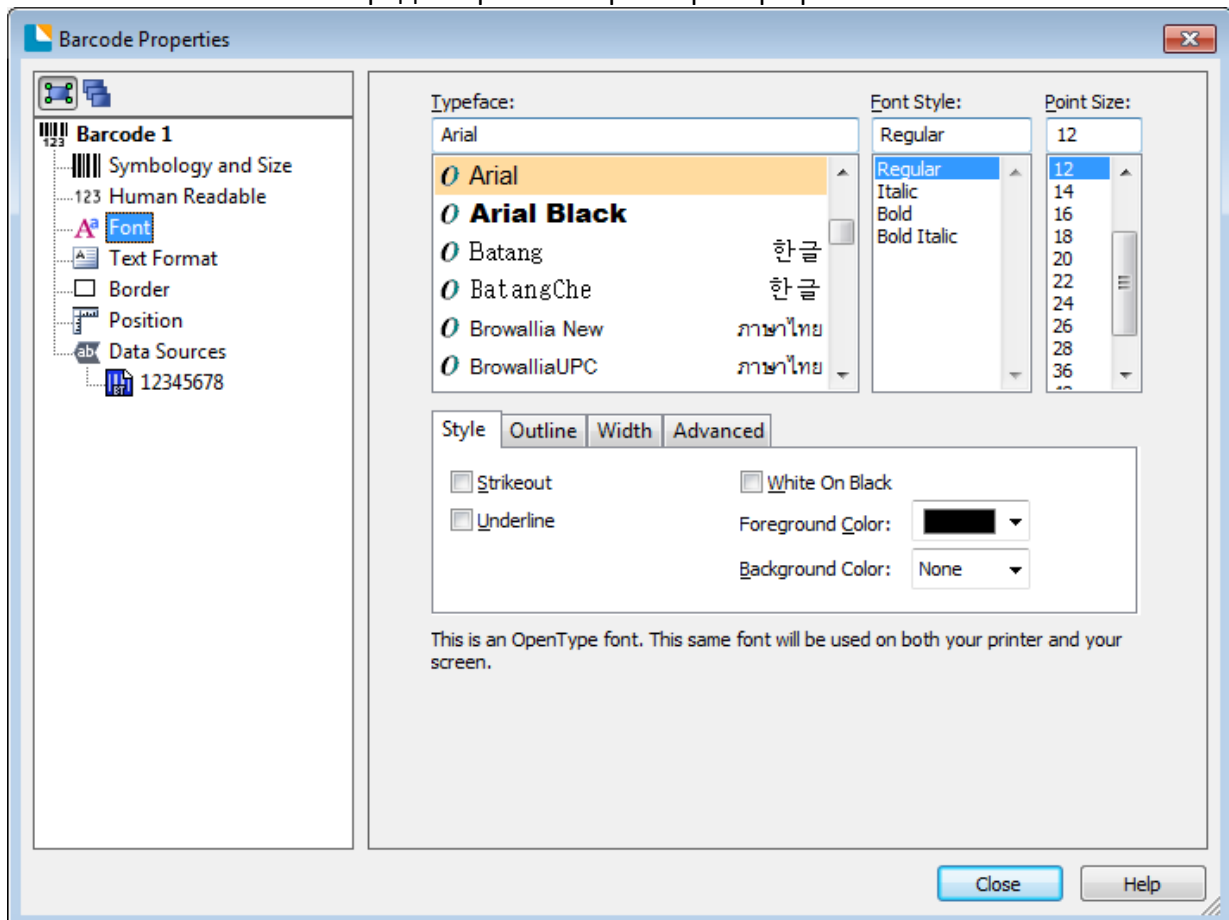 Barcode Properties
Barcode 1
Symbology and Size
123 Human Readable
Font
Text Format
Border
Position
Data Sources
12345678
Typeface:
Font Style:
Point Size:
Arial
Regular
12
Arial
Arial Black
Batang 한글
BatangChe 한글
Browallia New ภาษาไทย
BrowalliaUPC ภาษาไทย
Regular
Italic
Bold
Bold Italic
12
14
16
18
20
22
24
26
28
36
Style Outline Width Advanced
Strikeout
Underline
White On Black
Foreground Color:
Background Color: None
This is an OpenType font. This same font will be used on both your printer and your
screen.
Close
Help